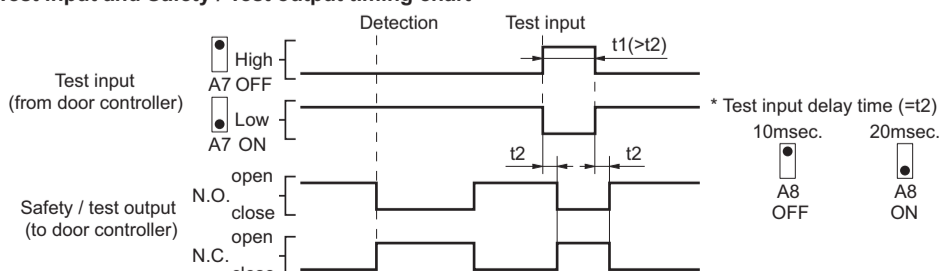 Test input and Safety / Test output timing chart
Detection
Test input
High
A7 OFF
t1(>t2)
Test input
(from door controller)
Low
A7 ON
* Test input delay time (=t2)
10msec.
20msec.
A8
OFF
A8
ON
t2
t2
Safety / test output
(to door controller)
N.O.
open
close
N.C.
open
close